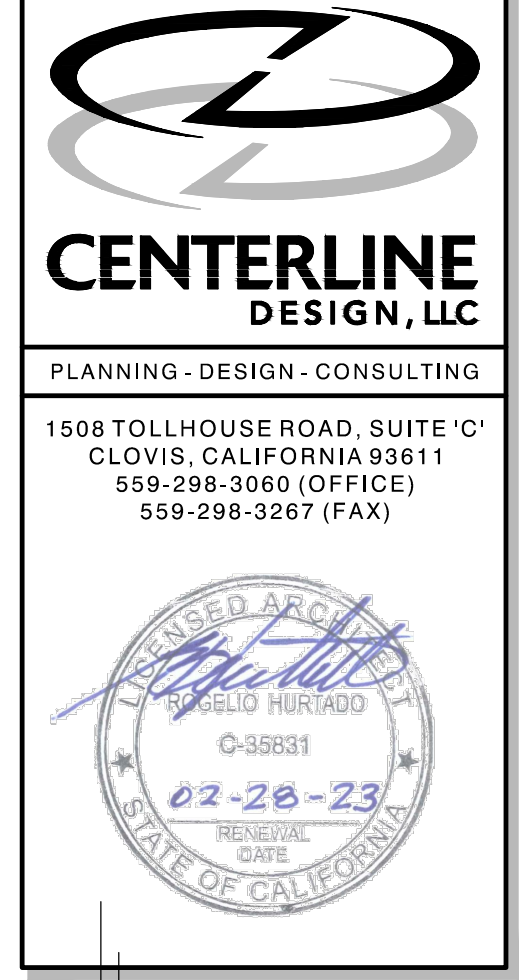 CENTERLINE
DESIGN, LLC
PLANNING - DESIGN - CONSULTING
1508 TOLLHOUSE ROAD, SUITE 'C'
CLOVIS, CALIFORNIA 93611
559-298-3060 (OFFICE)
559-298-3267 (FAX)
LICENSED ARCHITECT
ROGELIO HURTADO
C-35831
02-28-23
RENEWAL
DATE
STATE OF CALIFORNIA